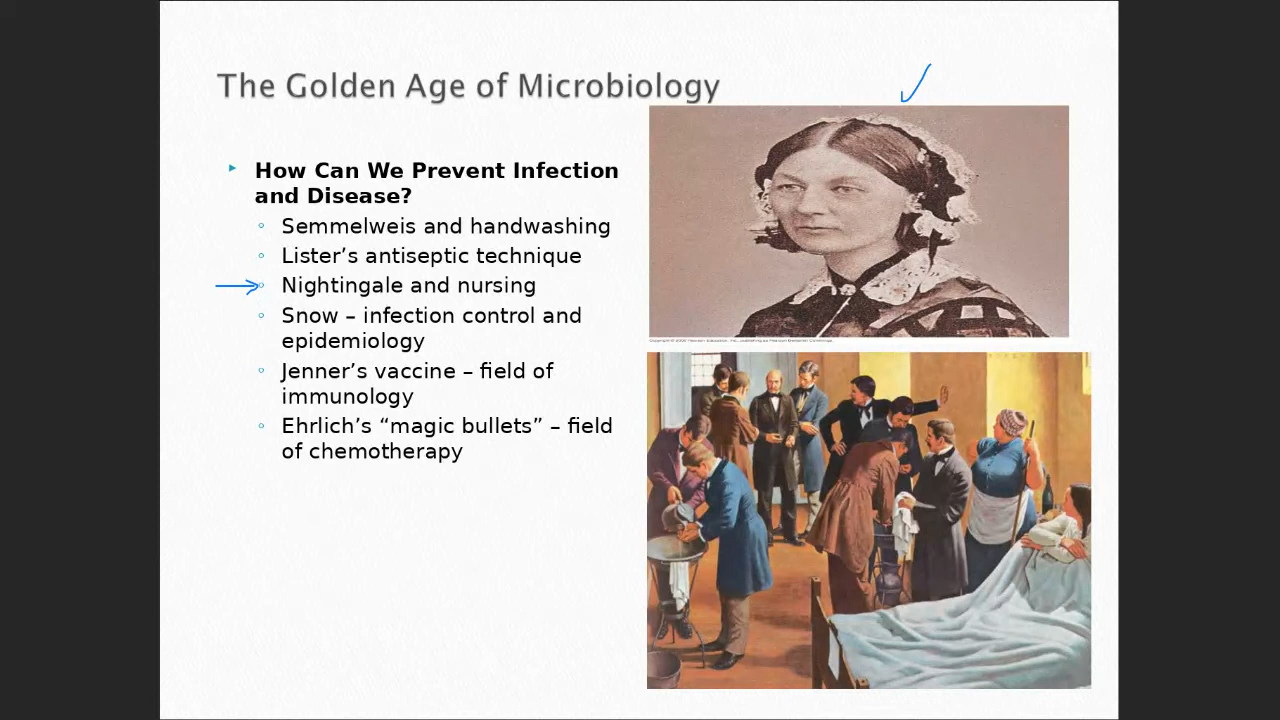 The Golden Age of Microbiology
How Can We Prevent Infection
and Disease?
Semmelweis and handwashing
Lister’s antiseptic technique
Nightingale and nursing
Snow – infection control and
epidemiology
Jenner’s vaccine – field of
immunology
Ehrlich’s “magic bullets” – field
of chemotherapy